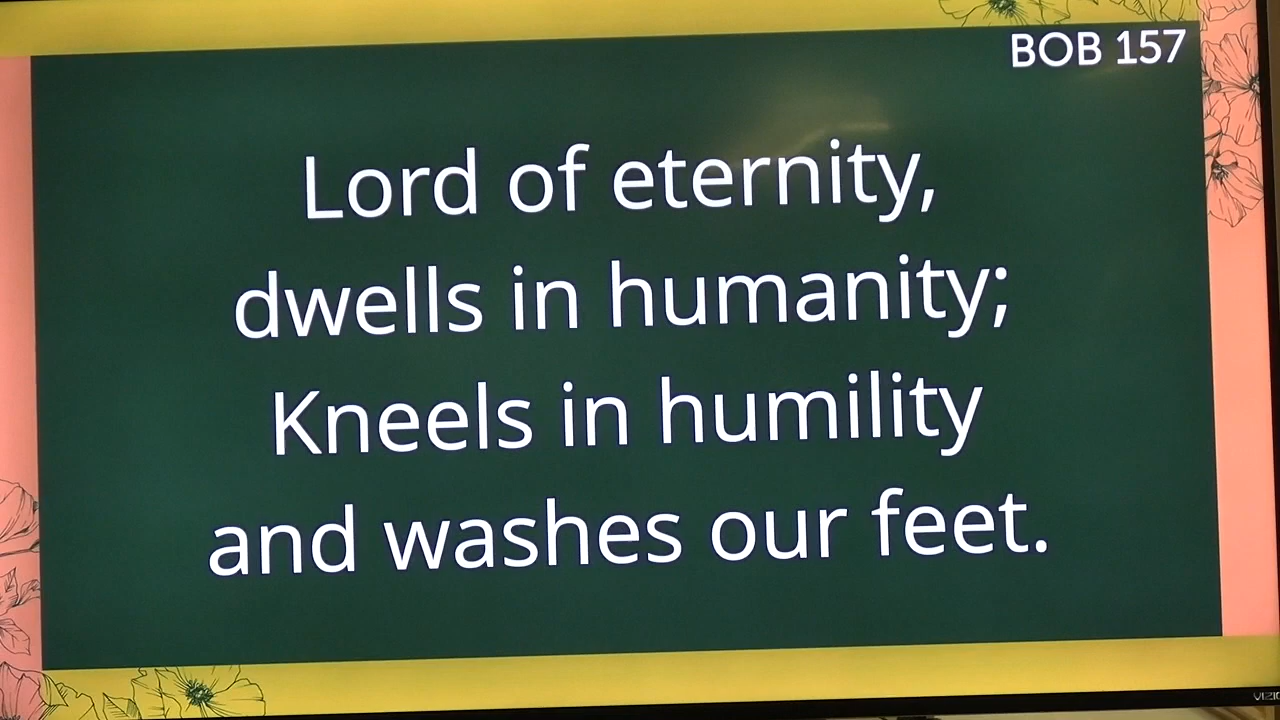 BOB 157
Lord of eternity,
dwells in humanity;
Kneels in humility
and washes our feet.